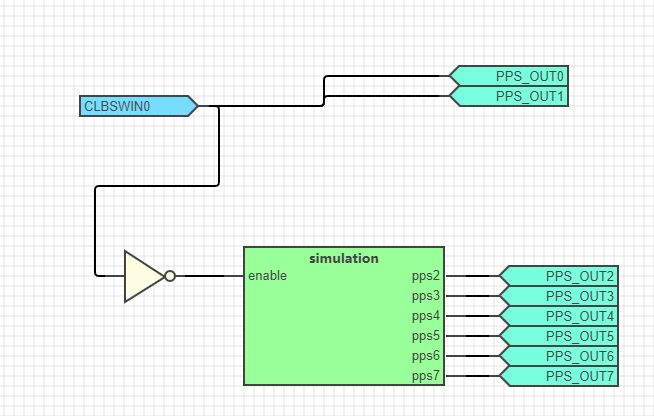 PPS_OUT0
PPS_OUT1
CLBSWIN0
simulation
enable pps2 PPS_OUT2
pps3 PPS_OUT3
pps4 PPS_OUT4
pps5 PPS_OUT5
pps6 PPS_OUT6
pps7 PPS_OUT7